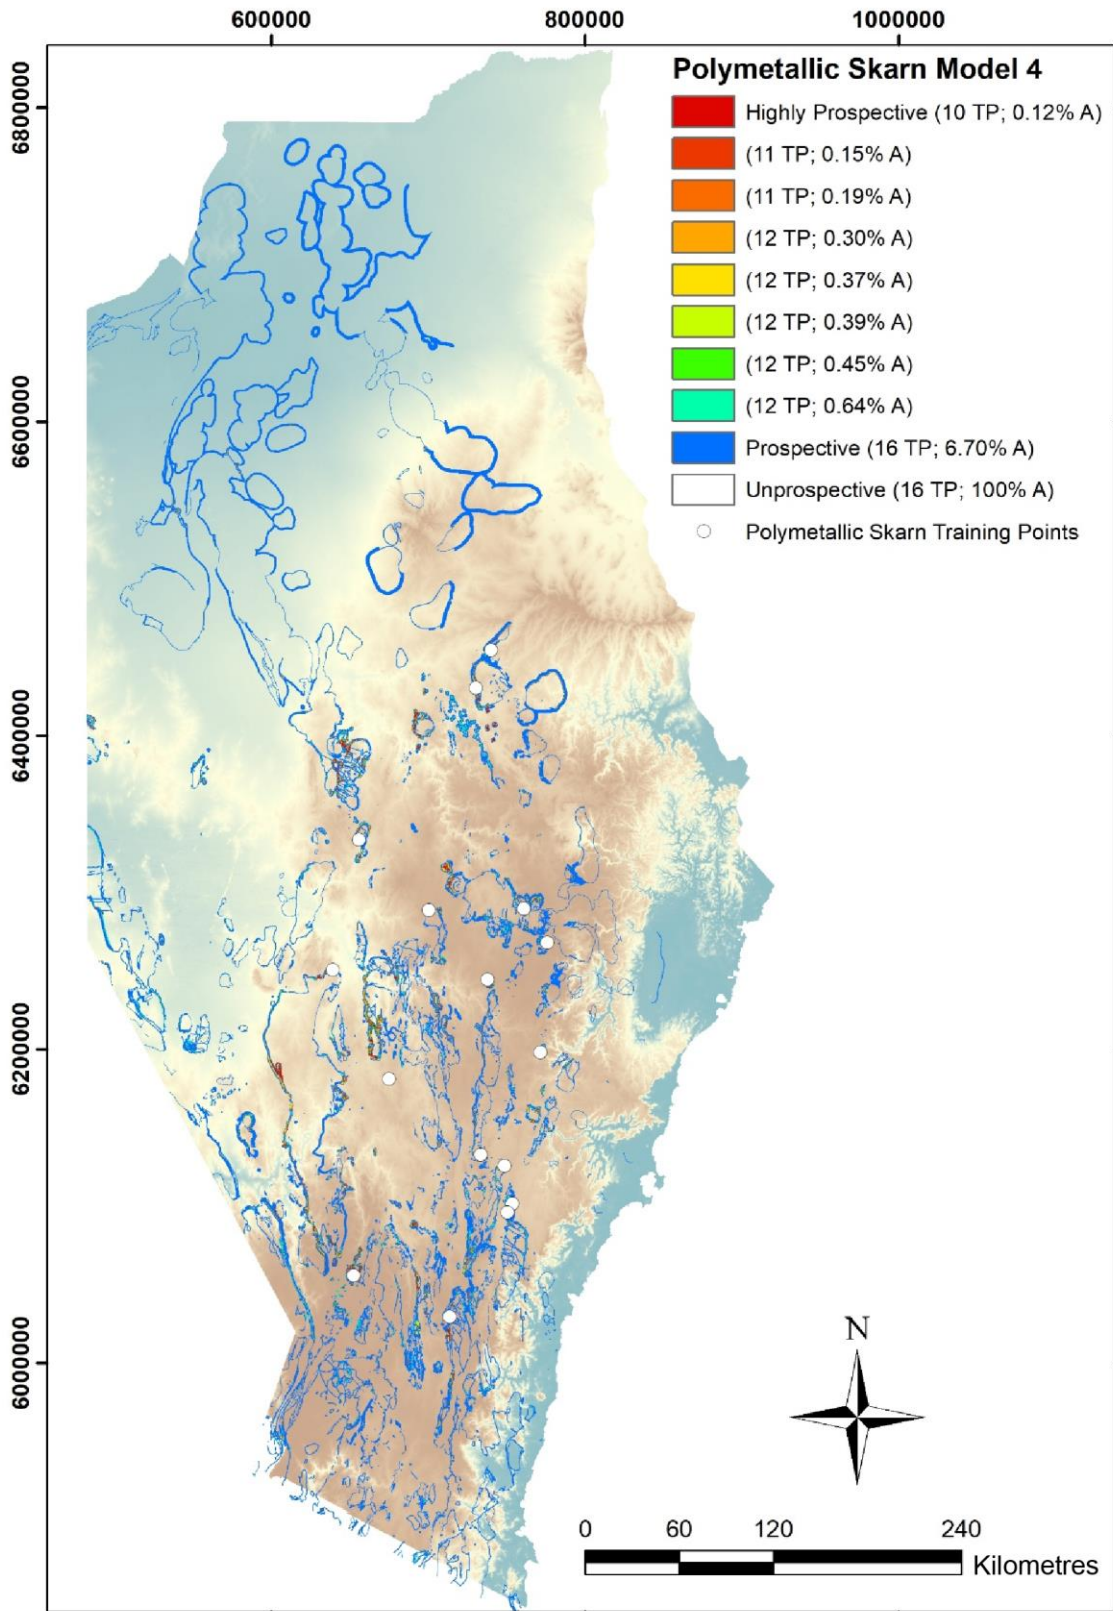 600000
800000
1000000
6800000
6600000
6400000
6200000
6000000
Polymetallic Skarn Model 4
Highly Prospective (10 TP; 0.12% A)
(11 TP; 0.15% A)
(11 TP; 0.19% A)
(12 TP; 0.30% A)
(12 TP; 0.37% A)
(12 TP; 0.39% A)
(12 TP; 0.45% A)
(12 TP; 0.64% A)
Prospective (16 TP; 6.70% A)
Unprospective (16 TP; 100% A)
Polymetallic Skarn Training Points
N
0 60 120 240
Kilometres